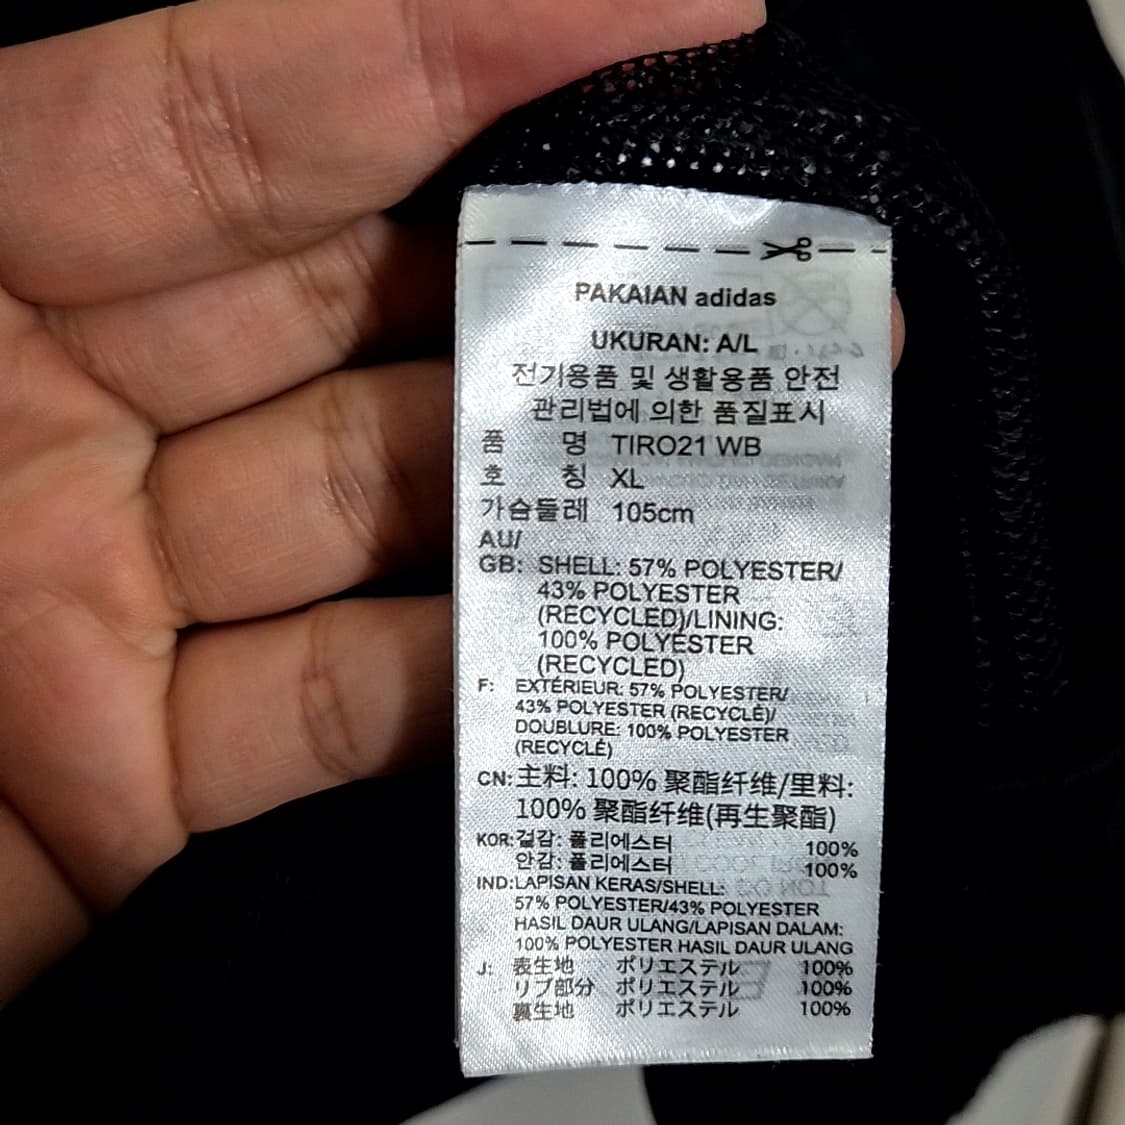 PAKAIAN adidas
UKURAN: A/L
전기용품 및 생활용품 안전
관리법에 의한 품질표시
품 명 TIRO21 WB
호 칭 XL
가슴둘레 105cm
AU/
GB: SHELL: 57% POLYESTER/
43% POLYESTER
(RECYCLED)/LINING:
100% POLYESTER
(RECYCLED)
F: EXTÉRIEUR: 57% POLYESTER/
43% POLYESTER (RECYCLÉ)/
DOUBLURE: 100% POLYESTER
(RECYCLÉ)
CN: 主料: 100% 聚酯纤维/里料:
100% 聚酯纤维(再生聚酯)
KOR: 겉감: 폴리에스터 100%
안감: 폴리에스터 100%
IND: LAPISAN KERAS/SHELL:
57% POLYESTER/43% POLYESTER
HASIL DAUR ULANG/LAPISAN DALAM:
100% POLYESTER HASIL DAUR ULANG
J: 表生地 ポリエステル 100%
リブ部分 ポリエステル 100%
裏生地 ポリエステル 100%